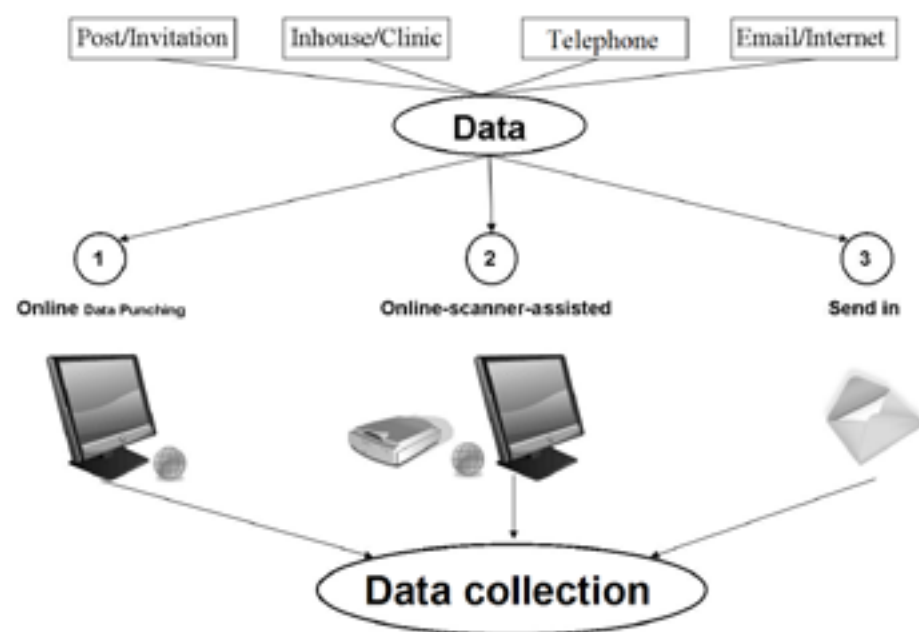 Post/Invitation
Inhouse/Clinic
Telephone
Email/Internet
Data
1
2
3
Online Data Punching
Online-scanner-assisted
Send in
Data collection